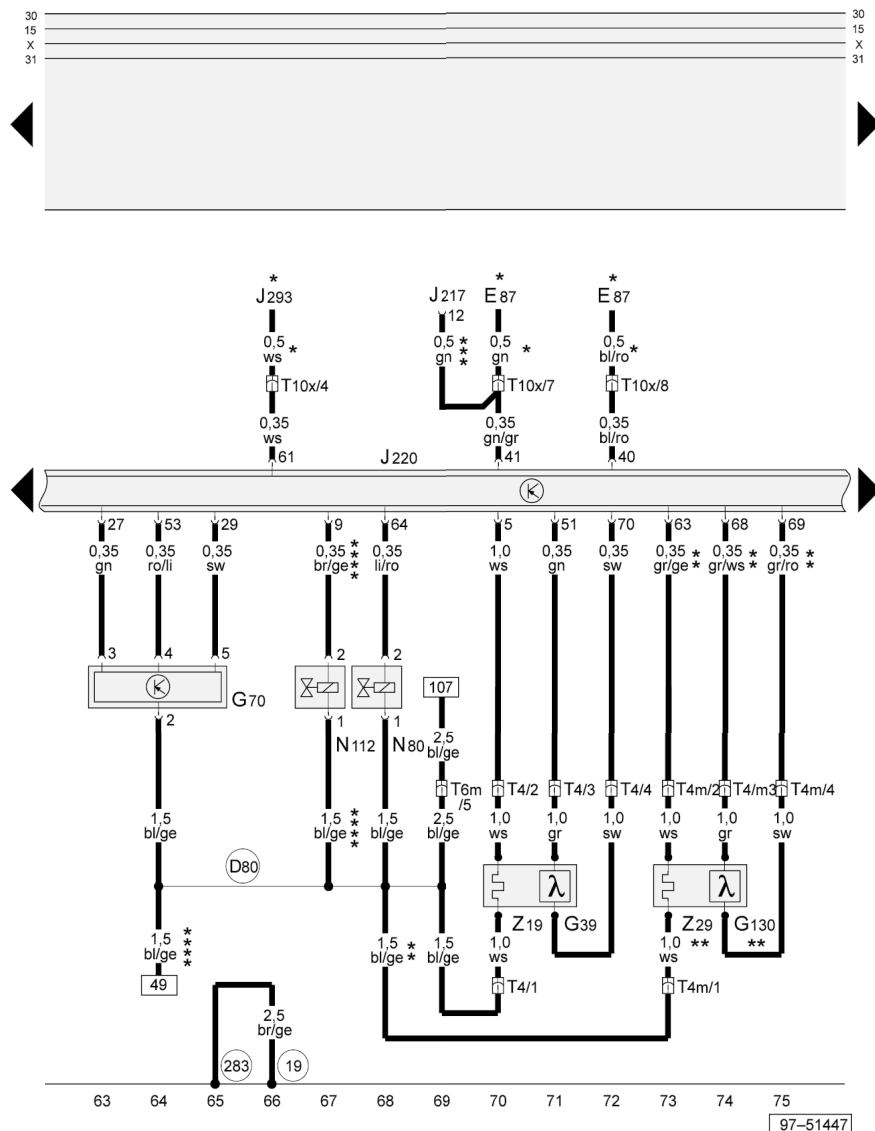 30 30
15 15
X X
31 31
* * *
J293 J217 E87 E87
12
0,5 0,5 0,5 0,5
ws * gn *** gn * bl/ro *
T10x/4 T10x/7 T10x/8
0,35 0,35 0,35
ws gn/gr bl/ro
61 J220 41 40
27 53 29 9 64 5 51 70 63 68 69
0,35 0,35 0,35 0,35 0,35 1,0 0,35 0,35 0,35 0,35 0,35
gn ro/li sw br/ge **** li/ro ws gn sw gr/ge ** gr/ws ** gr/ro **
3 4 5 2 2
G70 107
2 1 1
N112 N80 2,5
bl/ge
T6m T4/2 T4/3 T4/4 T4m/2 T4/m3 T4m/4
/5
1,5 1,5 1,5 2,5 1,0 1,0 1,0 1,0 1,0 1,0
bl/ge bl/ge **** bl/ge bl/ge ws gr sw ws gr sw
D80
λ λ
Z19 G39 Z29 G130
** **
1,5 1,5 1,5 1,0 1,0
bl/ge **** bl/ge ** bl/ge ws ws
49 T4/1 T4m/1
2,5
br/ge
283 19
63 64 65 66 67 68 69 70 71 72 73 74 75
97-51447